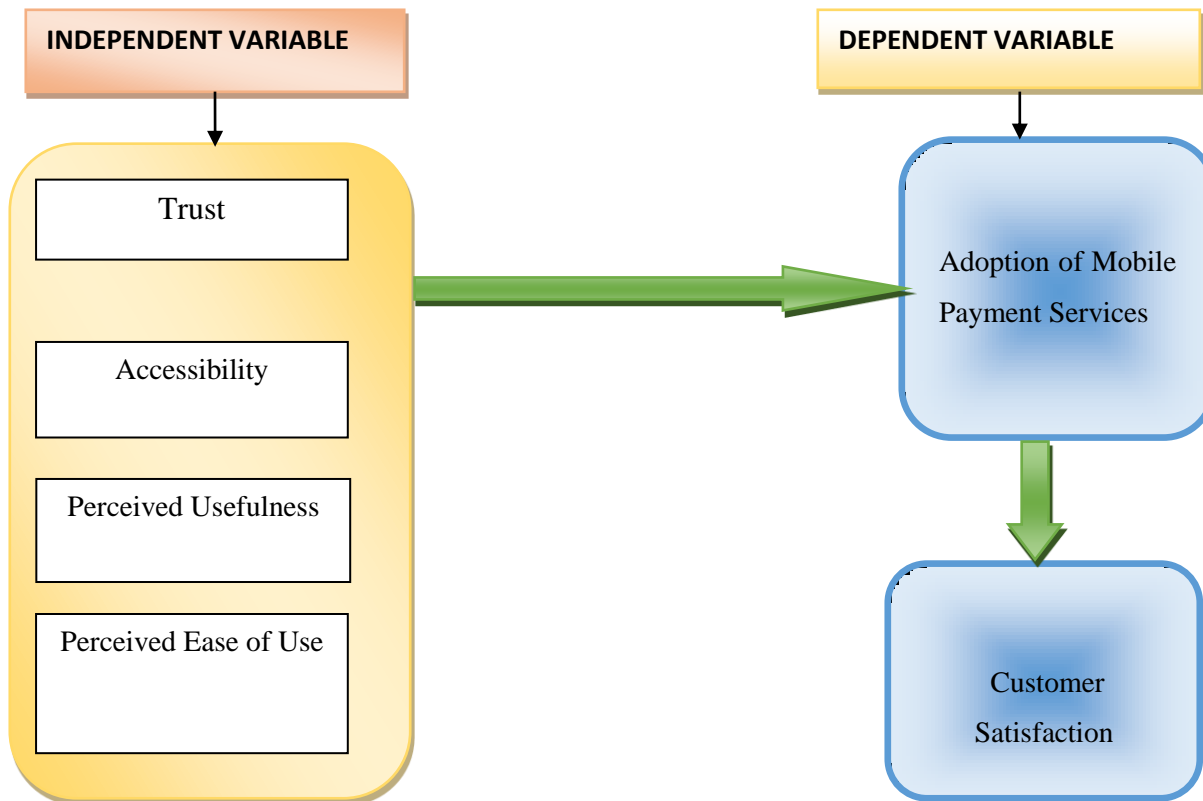 INDEPENDENT VARIABLE
DEPENDENT VARIABLE
Trust
Accessibility
Perceived Usefulness
Perceived Ease of Use
Adoption of Mobile
Payment Services
Customer
Satisfaction